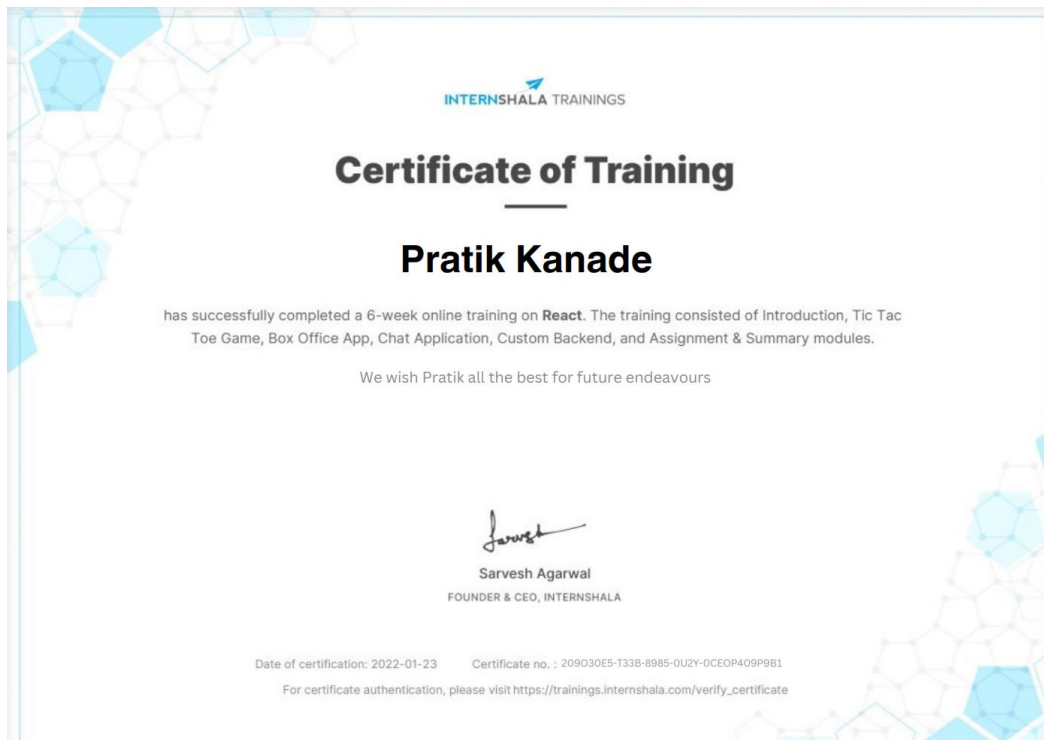 INTERNSHALA TRAININGS
Certificate of Training
Pratik Kanade
has successfully completed a 6-week online training on React. The training consisted of Introduction, Tic Tac
Toe Game, Box Office App, Chat Application, Custom Backend, and Assignment & Summary modules.
We wish Pratik all the best for future endeavours
Sarvesh
Sarvesh Agarwal
FOUNDER & CEO, INTERNSHALA
Date of certification: 2022-01-23 Certificate no. : 209O30E5-T33B-8985-0U2Y-0CEOP409P9B1
For certificate authentication, please visit https://trainings.internshala.com/verify_certificate